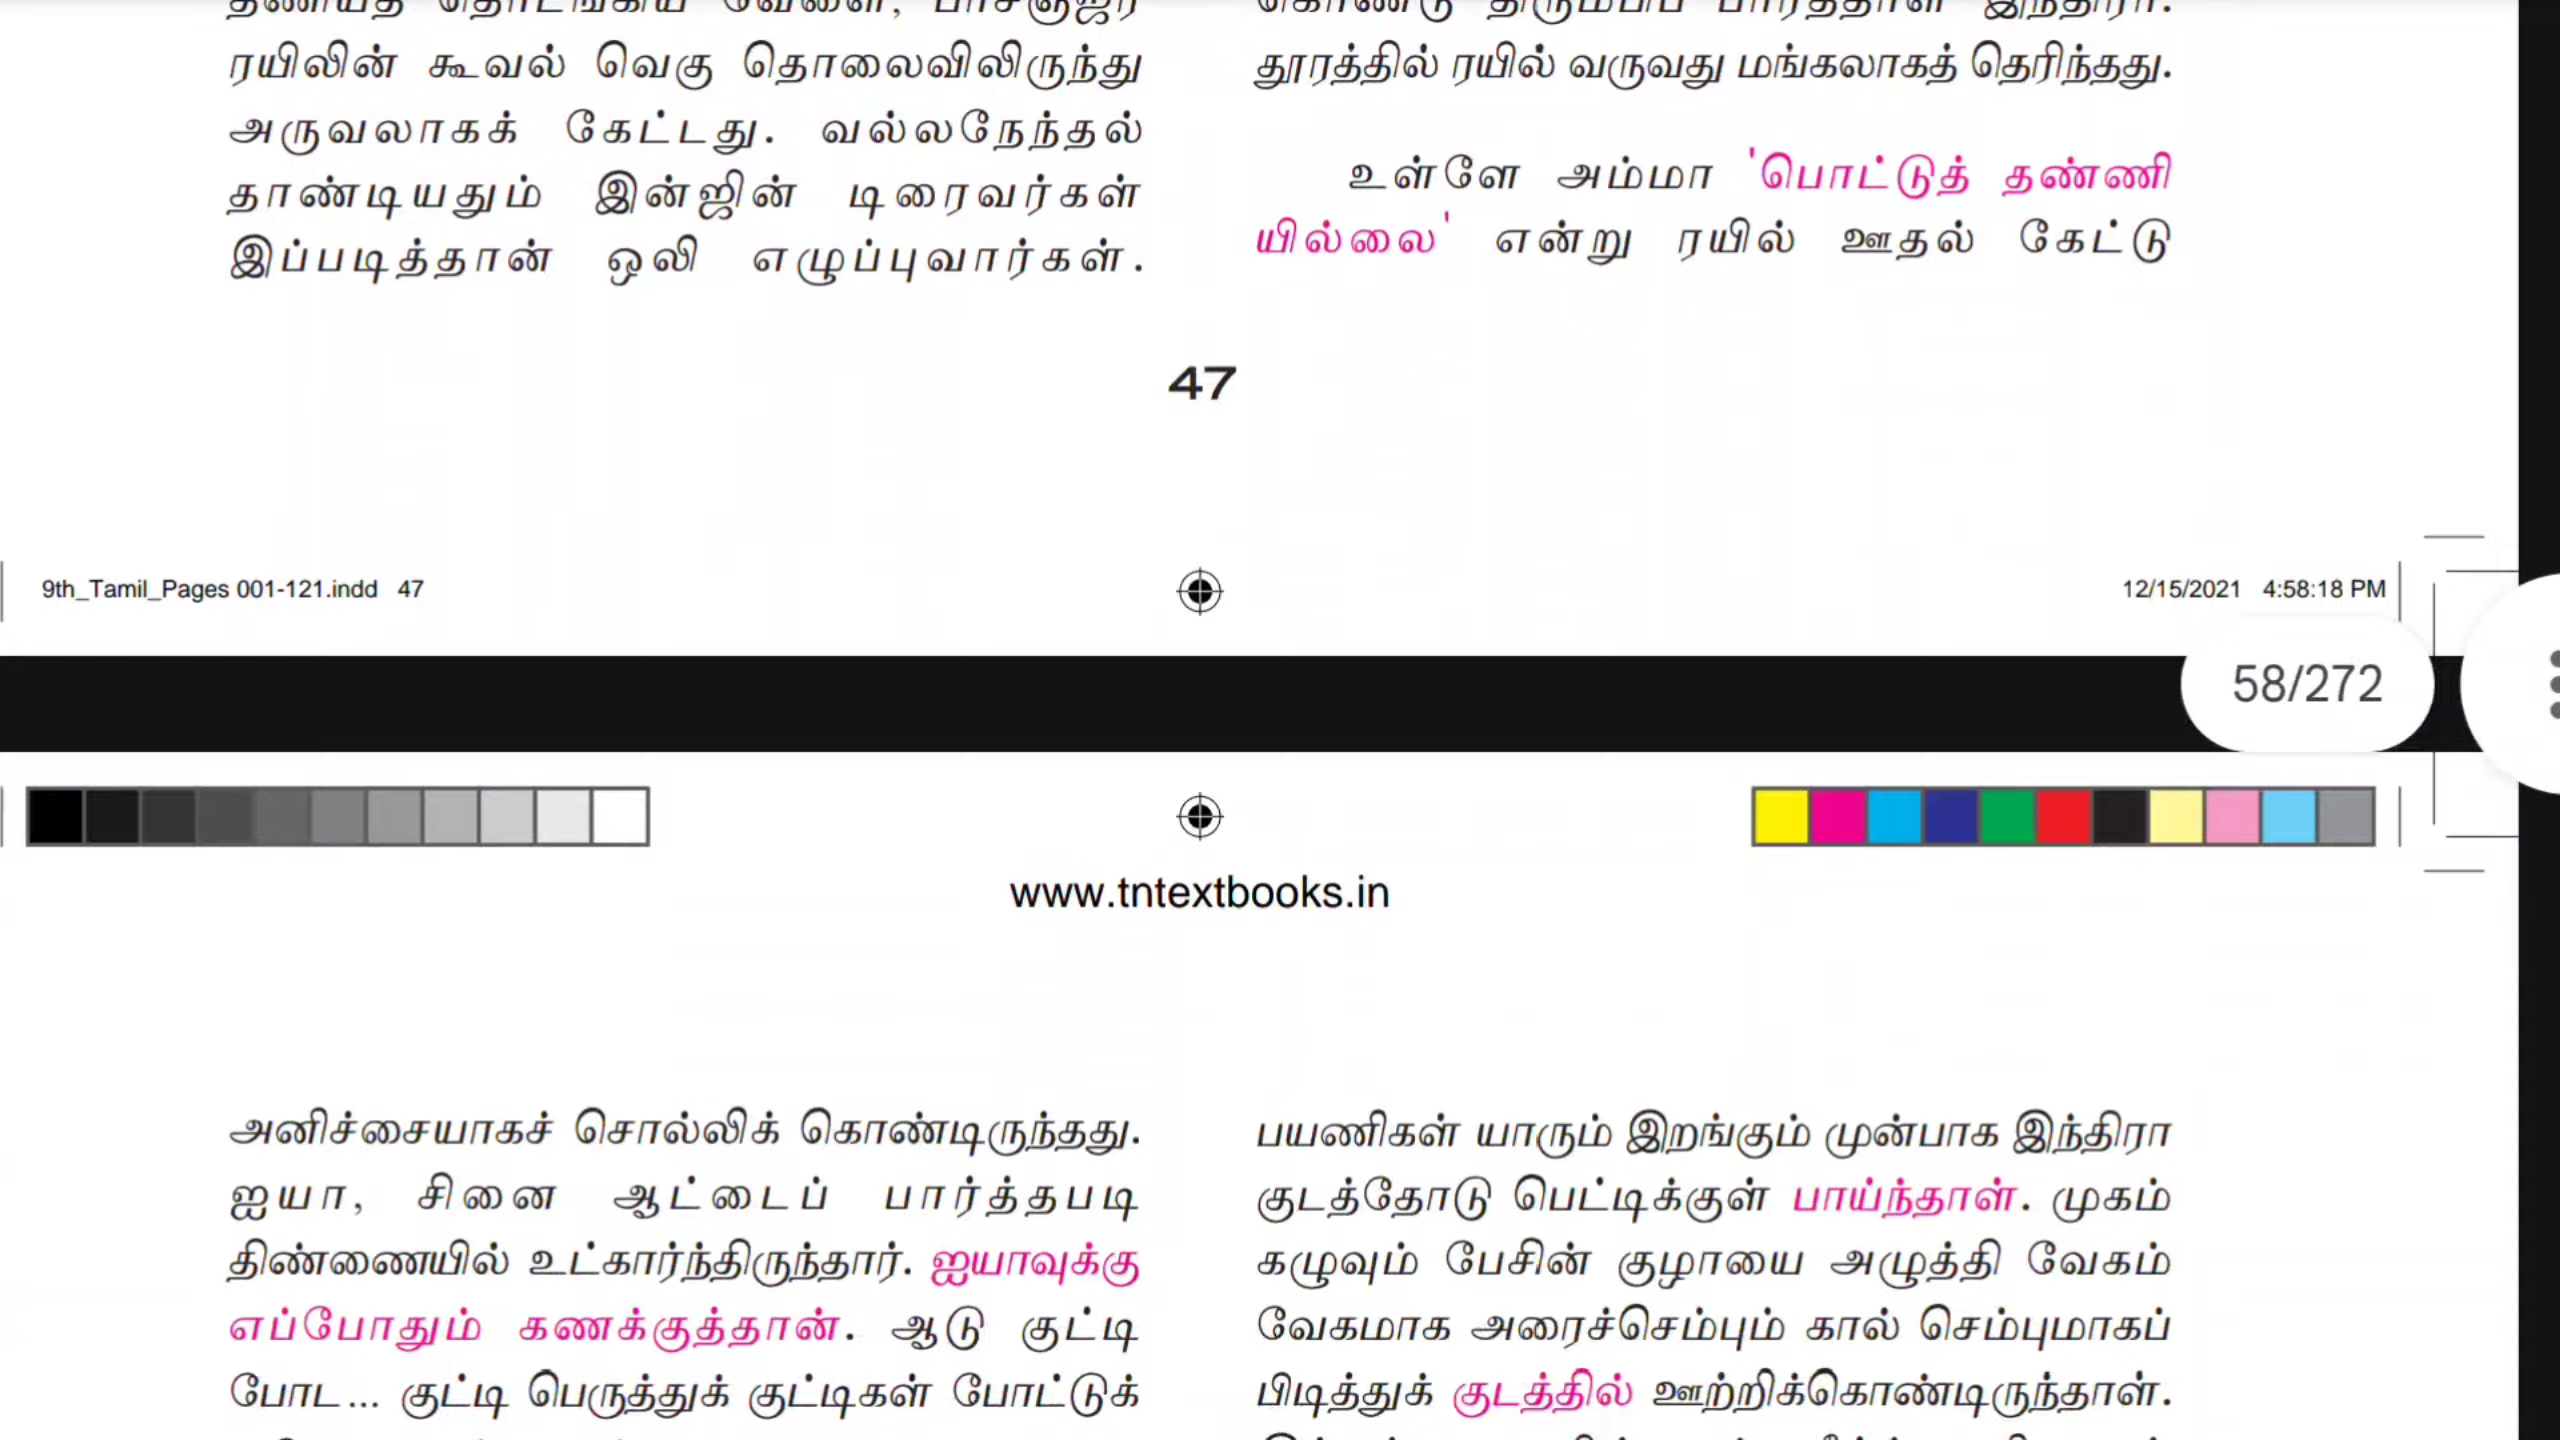 ரயிலின் கூவல் வெகு தொலைவிலிருந்து
அருவலாகக் கேட்டது. வல்லநேந்தல்
தாண்டியதும் இன்ஜின் டிரைவர்கள்
இப்படித்தான் ஒலி எழுப்புவார்கள்.
கொண்டு திரும்பிப் பார்த்தாள் இந்திரா.
தூரத்தில் ரயில் வருவது மங்கலாகத் தெரிந்தது.
உள்ளே அம்மா 'பொட்டுத் தண்ணி
யில்லை' என்று ரயில் ஊதல் கேட்டு
47
9th_Tamil_Pages 001-121.indd 47
12/15/2021 4:58:18 PM
58/272
www.tntextbooks.in
அனிச்சையாகச் சொல்லிக் கொண்டிருந்தது.
ஐயா, சினை ஆட்டைப் பார்த்தபடி
திண்ணையில் உட்கார்ந்திருந்தார். ஐயாவுக்கு
எப்போதும் கணக்குத்தான். ஆடு குட்டி
போட... குட்டி பெருத்துக் குட்டிகள் போட்டுக்
பயணிகள் யாரும் இறங்கும் முன்பாக இந்திரா
குடத்தோடு பெட்டிக்குள் பாய்ந்தாள். முகம்
கழுவும் பேசின் குழாயை அழுத்தி வேகம்
வேகமாக அரைச்செம்பும் கால் செம்புமாகப்
பிடித்துக் குடத்தில் ஊற்றிக்கொண்டிருந்தாள்.